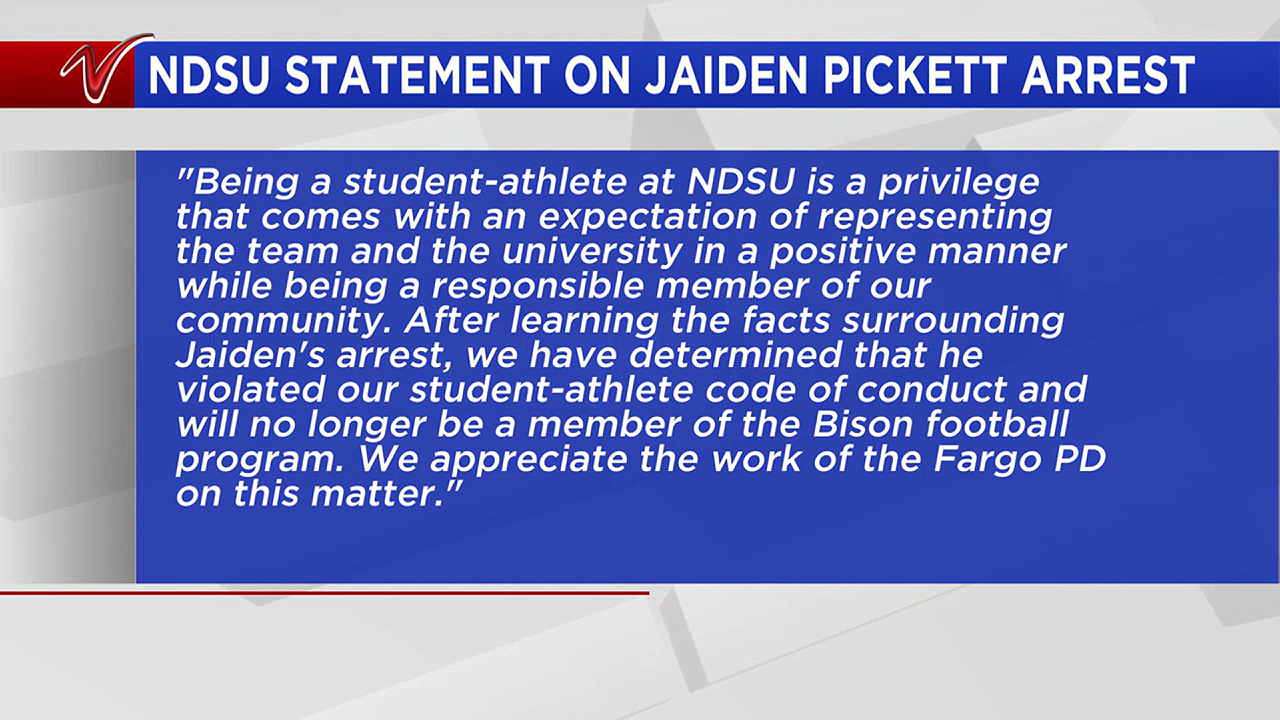 NDSU STATEMENT ON JAIDEN PICKETT ARREST
"Being a student-athlete at NDSU is a privilege
that comes with an expectation of representing
the team and the university in a positive manner
while being a responsible member of our
community. After learning the facts surrounding
Jaiden's arrest, we have determined that he
violated our student-athlete code of conduct and
will no longer be a member of the Bison football
program. We appreciate the work of the Fargo PD
on this matter."